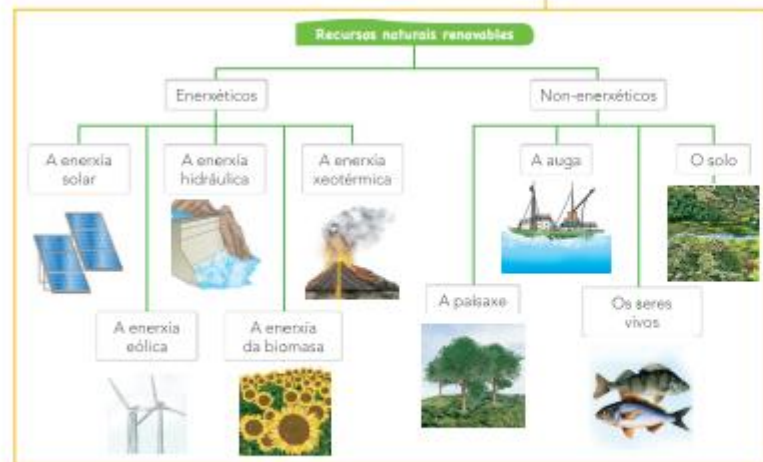 Recursos naturais renovables
Enerxéticos
Non-enerxéticos
A enerxía
solar
A enerxía
hidráulica
A enerxía
xeotérmica
A auga
O solo
A enerxía
eólica
A enerxía
da biomasa
A paisaxe
Os seres
vivos